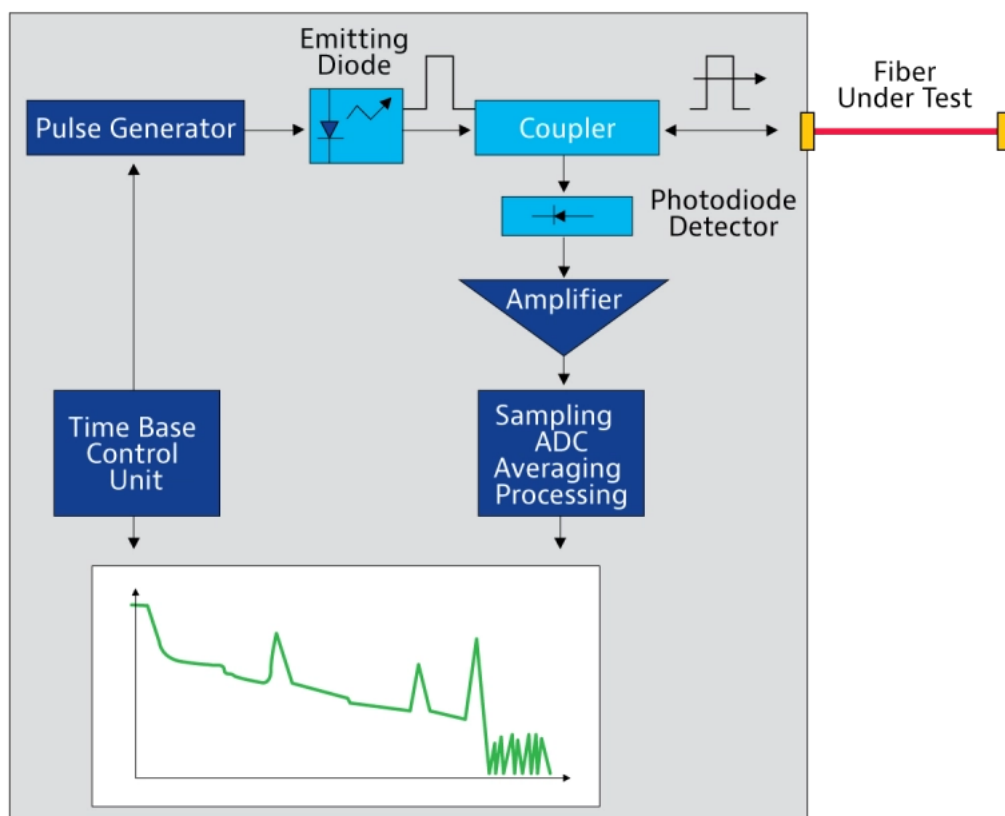 Emitting
Diode
Pulse Generator
Coupler
Fiber
Under Test
Photodiode
Detector
Amplifier
Time Base
Control
Unit
Sampling
ADC
Averaging
Processing